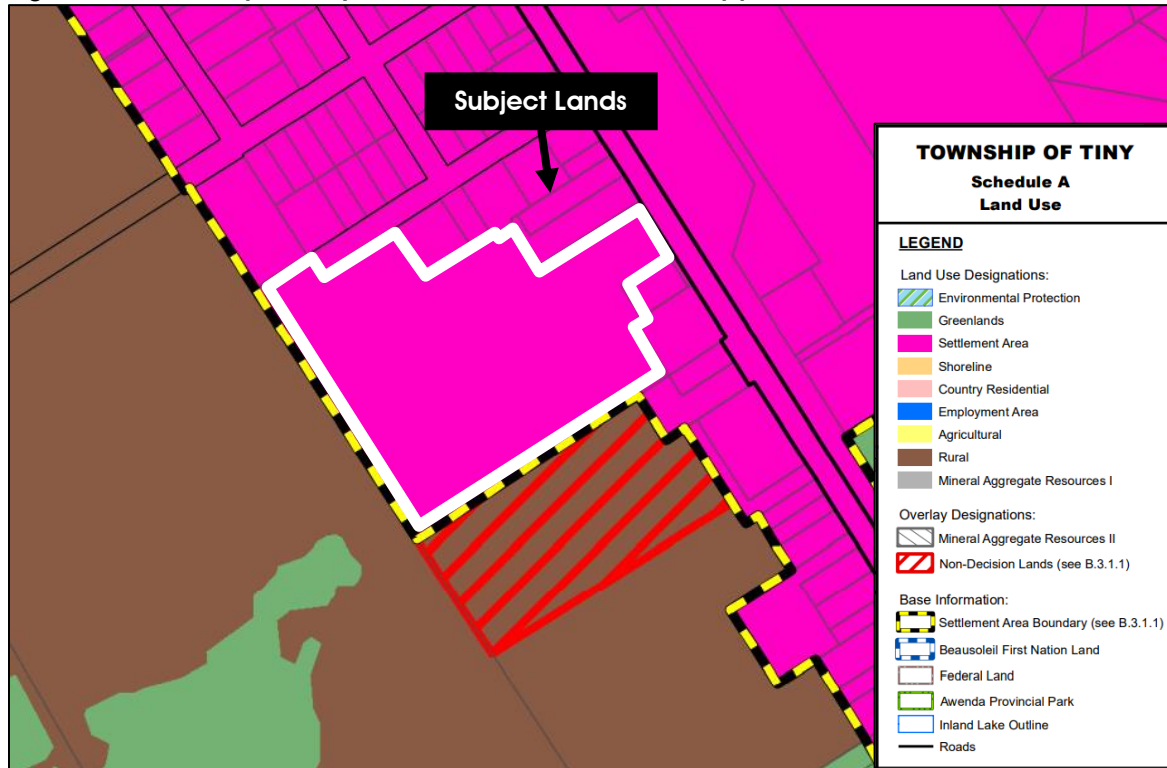 Subject Lands
TOWNSHIP OF TINY
Schedule A
Land Use
LEGEND
Land Use Designations:
Environmental Protection
Greenlands
Settlement Area
Shoreline
Country Residential
Employment Area
Agricultural
Rural
Mineral Aggregate Resources I
Overlay Designations:
Mineral Aggregate Resources II
Non-Decision Lands (see B.3.1.1)
Base Information:
Settlement Area Boundary (see B.3.1.1)
Beausoleil First Nation Land
Federal Land
Awenda Provincial Park
Inland Lake Outline
Roads